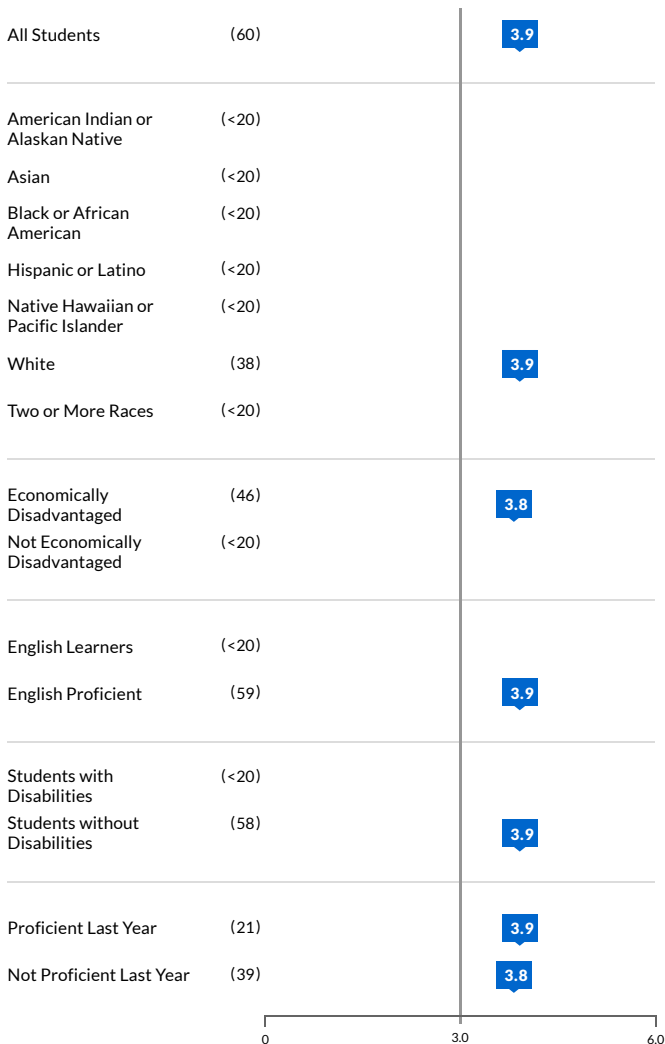 All Students (60) 3.9
American Indian or (<20)
Alaskan Native
Asian (<20)
Black or African (<20)
American
Hispanic or Latino (<20)
Native Hawaiian or (<20)
Pacific Islander
White (38) 3.9
Two or More Races (<20)
Economically (46) 3.8
Disadvantaged
Not Economically (<20)
Disadvantaged
English Learners (<20)
English Proficient (59) 3.9
Students with (<20)
Disabilities
Students without (58) 3.9
Disabilities
Proficient Last Year (21) 3.9
Not Proficient Last Year (39) 3.8
0 3.0 6.0